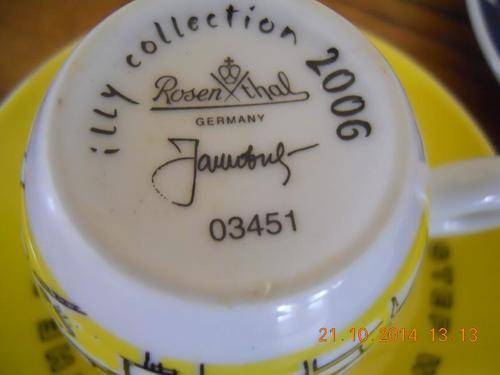 illy collection 2006
Rosenthal
GERMANY
03451
21.10.2014 13:13